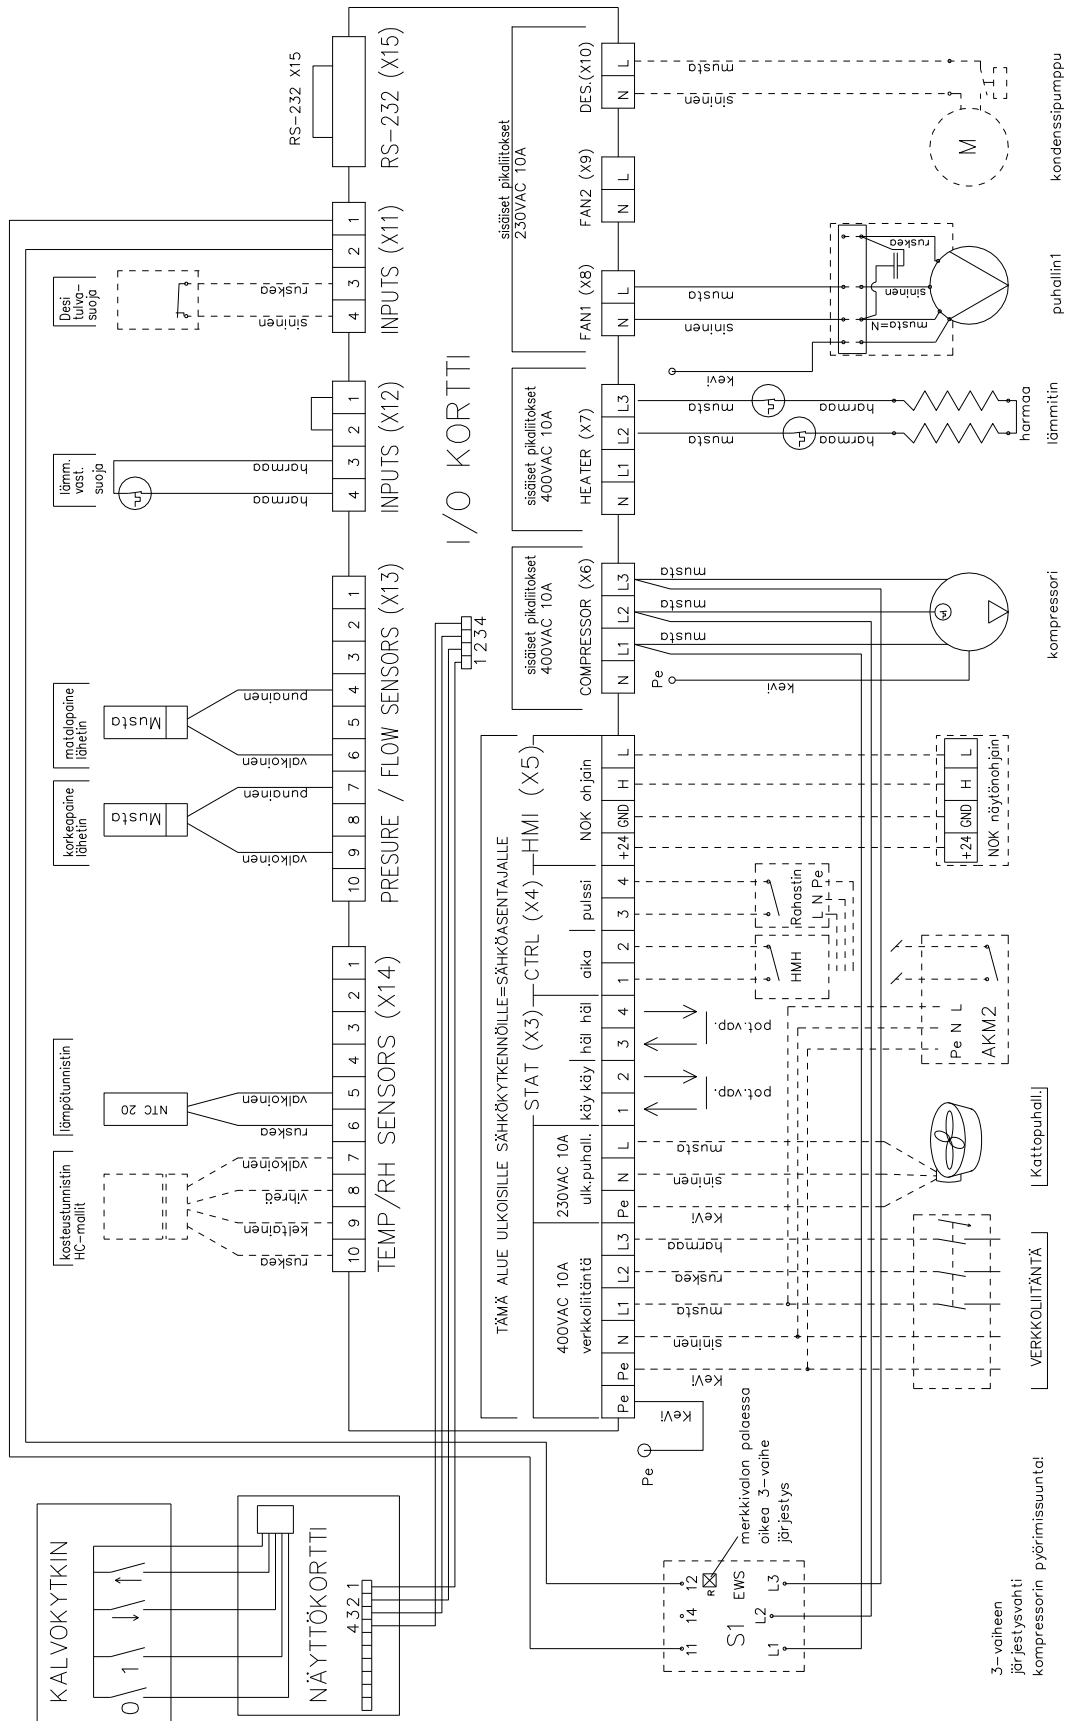 KALVOKYTKIN
0
1
NÄYTTÖKORTTI
4321
kosteustunnistin
HC-mallit
lämpötunnistin
korkeapaine
lähetin
matalapaine
lähetin
lämm.
vast.
suoja
Desi
tulva-
suoja
RS-232 X15
NTC 20
Musta
Musta
ruskea
keltainen
vihreä
valkoinen
ruskea
valkoinen
valkoinen
punainen
valkoinen
punainen
harmaa
harmaa
sininen
ruskea
10 9 8 7 6 5 4 3 2 1
10 9 8 7 6 5 4 3 2 1
4 3 2 1
4 3 2 1
TEMP/RH SENSORS (X14)
PRESURE / FLOW SENSORS (X13)
INPUTS (X12)
INPUTS (X11)
RS-232 (X15)
I/O KORTTI
1234
TÄMÄ ALUE ULKOISILLE SÄHKÖKYTKENNÖILLE=SÄHKÖASENTAJALLE
STAT (X3)
CTRL (X4)
HMI (X5)
400VAC 10A
verkkoliitäntä
230VAC 10A
ulk.puhall.
käy käy
häl häl
aika
pulssi
NOK ohjain
sisäiset pikaliitokset
400VAC 10A
COMPRESSOR (X6)
sisäiset pikaliitokset
400VAC 10A
HEATER (X7)
sisäiset pikaliitokset
230VAC 10A
FAN1 (X8)
FAN2 (X9)
DES.(X10)
Pe Pe N L1 L2 L3 Pe N L 1 2 3 4 1 2 3 4 +24 GND H L
N L1 L2 L3
N L1 L2 L3
N L
N L
N L
Pe
KeVi
KeVi
sininen
musta
ruskea
harmaa
KeVi
sininen
musta
pot.vap.
pot.vap.
Pe
kevi
musta
musta
musta
musta
musta
harmaa
harmaa
kevi
sininen
musta
sininen
musta
musta=N
sininen
ruskea
M
merkkivalon palaessa
oikea 3-vaihe
järjestys
11 14 12
R
S1 EWS
L1 L2 L3
HMH
Rahastin
L N Pe
Pe N L
AKM2
+24 GND H L
NOK näytönohjain
3-vaiheen
järjestysvahti
kompressorin pyörimissuunta!
VERKKOLIITÄNTÄ
Kattopuhall.
kompressori
harmaa
lämmitin
puhallin1
kondenssipumppu